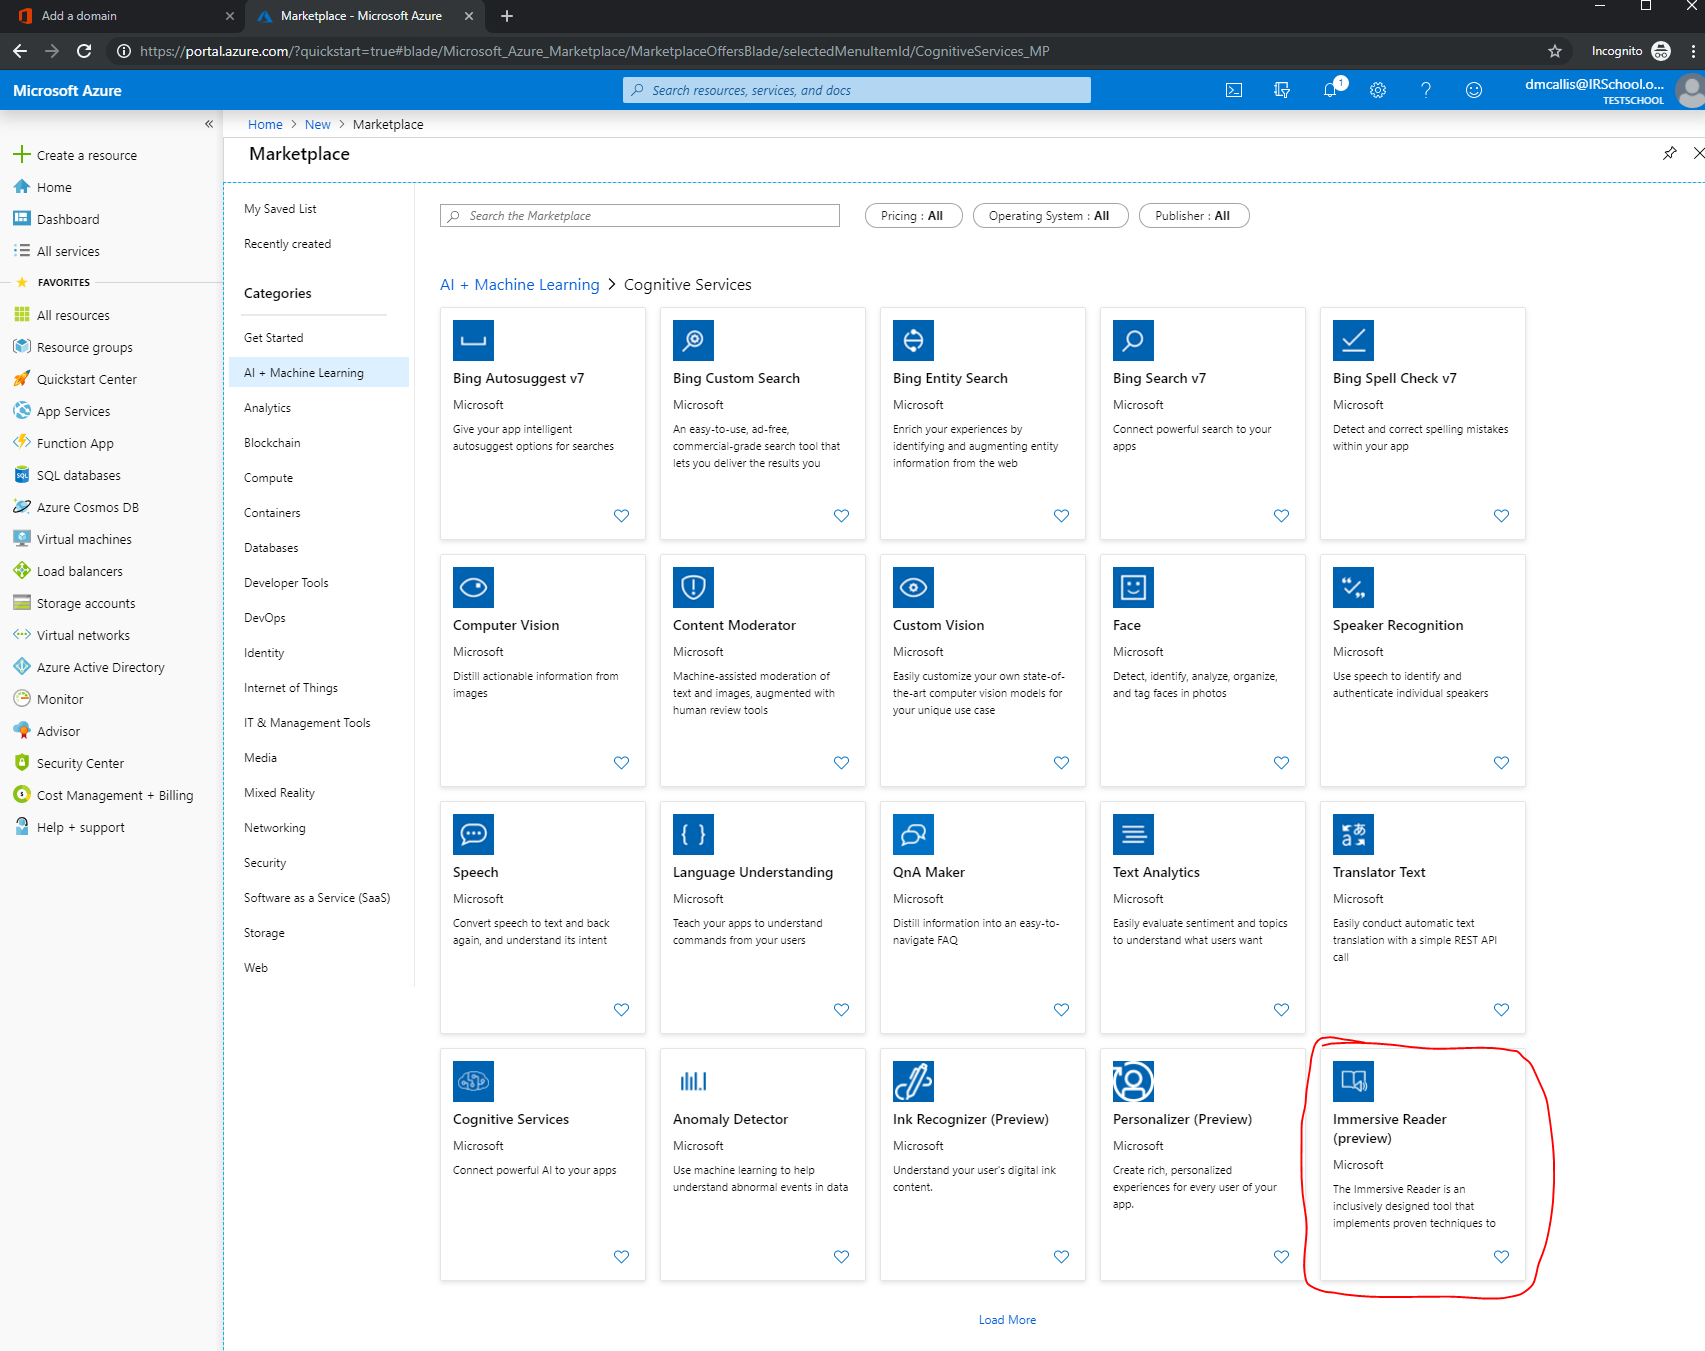 Add a domain
Marketplace - Microsoft Azure
https://portal.azure.com/?quickstart=true#blade/Microsoft_Azure_Marketplace/MarketplaceOffersBlade/selectedMenuItemId/CognitiveServices_MP
Incognito
Microsoft Azure
Search resources, services, and docs
1
dmcallis@IRSchool.o...
TESTSCHOOL
Create a resource
Home
Dashboard
All services
FAVORITES
All resources
Resource groups
Quickstart Center
App Services
Function App
SQL databases
Azure Cosmos DB
Virtual machines
Load balancers
Storage accounts
Virtual networks
Azure Active Directory
Monitor
Advisor
Security Center
Cost Management + Billing
Help + support
Home > New > Marketplace
Marketplace
My Saved List
Recently created
Categories
Get Started
AI + Machine Learning
Analytics
Blockchain
Compute
Containers
Databases
Developer Tools
DevOps
Identity
Internet of Things
IT & Management Tools
Media
Mixed Reality
Networking
Security
Software as a Service (SaaS)
Storage
Web
Search the Marketplace
Pricing : All
Operating System : All
Publisher : All
AI + Machine Learning > Cognitive Services
Bing Autosuggest v7
Microsoft
Give your app intelligent
autosuggest options for searches
Bing Custom Search
Microsoft
An easy-to-use, ad-free,
commercial-grade search tool that
lets you deliver the results you
Bing Entity Search
Microsoft
Enrich your experiences by
identifying and augmenting entity
information from the web
Bing Search v7
Microsoft
Connect powerful search to your
apps
Bing Spell Check v7
Microsoft
Detect and correct spelling mistakes
within your app
Computer Vision
Microsoft
Distill actionable information from
images
Content Moderator
Microsoft
Machine-assisted moderation of
text and images, augmented with
human review tools
Custom Vision
Microsoft
Easily customize your own state-of-
the-art computer vision models for
your unique use case
Face
Microsoft
Detect, identify, analyze, organize,
and tag faces in photos
Speaker Recognition
Microsoft
Use speech to identify and
authenticate individual speakers
Speech
Microsoft
Convert speech to text and back
again, and understand its intent
Language Understanding
Microsoft
Teach your apps to understand
commands from your users
QnA Maker
Microsoft
Distill information into an easy-to-
navigate FAQ
Text Analytics
Microsoft
Easily evaluate sentiment and topics
to understand what users want
Translator Text
Microsoft
Easily conduct automatic text
translation with a simple REST API
call
Cognitive Services
Microsoft
Connect powerful AI to your apps
Anomaly Detector
Microsoft
Use machine learning to help
understand abnormal events in data
Ink Recognizer (Preview)
Microsoft
Understand your user's digital ink
content.
Personalizer (Preview)
Microsoft
Create rich, personalized
experiences for every user of your
app.
Immersive Reader
(preview)
Microsoft
The Immersive Reader is an
inclusively designed tool that
implements proven techniques to
Load More